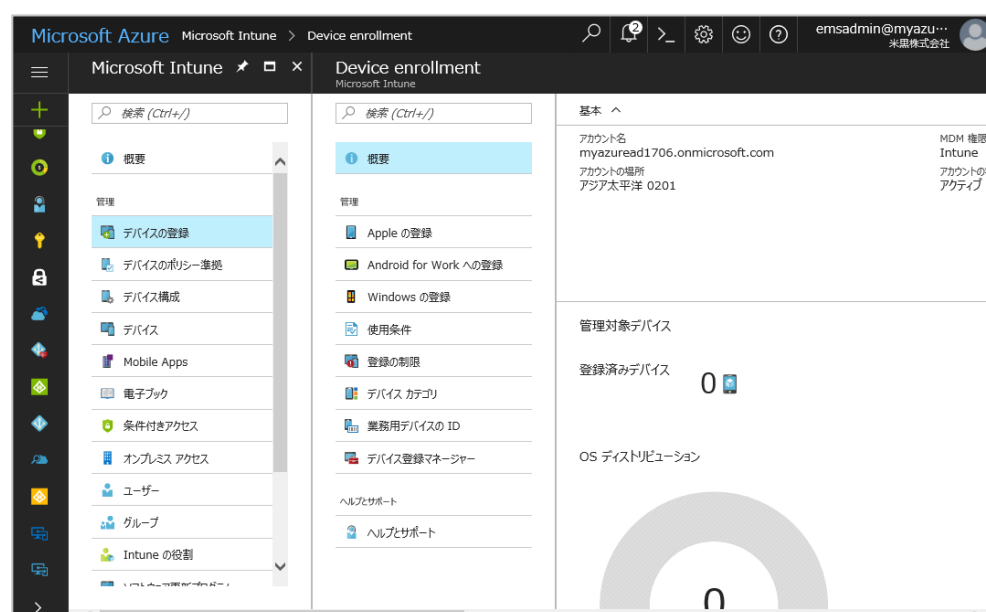 Microsoft Azure Microsoft Intune > Device enrollment
2
emsadmin@myazu…
米黒株式会社
Microsoft Intune
Device enrollment
Microsoft Intune
検索 (Ctrl+/)
概要
管理
デバイスの登録
デバイスのポリシー準拠
デバイス構成
デバイス
Mobile Apps
電子ブック
条件付きアクセス
オンプレミス アクセス
ユーザー
グループ
Intune の役割
検索 (Ctrl+/)
概要
管理
Apple の登録
Android for Work への登録
Windows の登録
使用条件
登録の制限
デバイス カテゴリ
業務用デバイスの ID
デバイス登録マネージャー
ヘルプとサポート
ヘルプとサポート
基本
アカウント名
myazuread1706.onmicrosoft.com
アカウントの場所
アジア太平洋 0201
MDM 権限
Intune
アカウントの
アクティブ
管理対象デバイス
登録済みデバイス
0
OS ディストリビューション
0